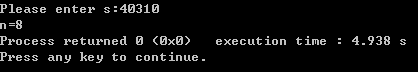 Please enter s:40310
n=8
Process returned 0 (0x0)   execution time : 4.938 s
Press any key to continue.